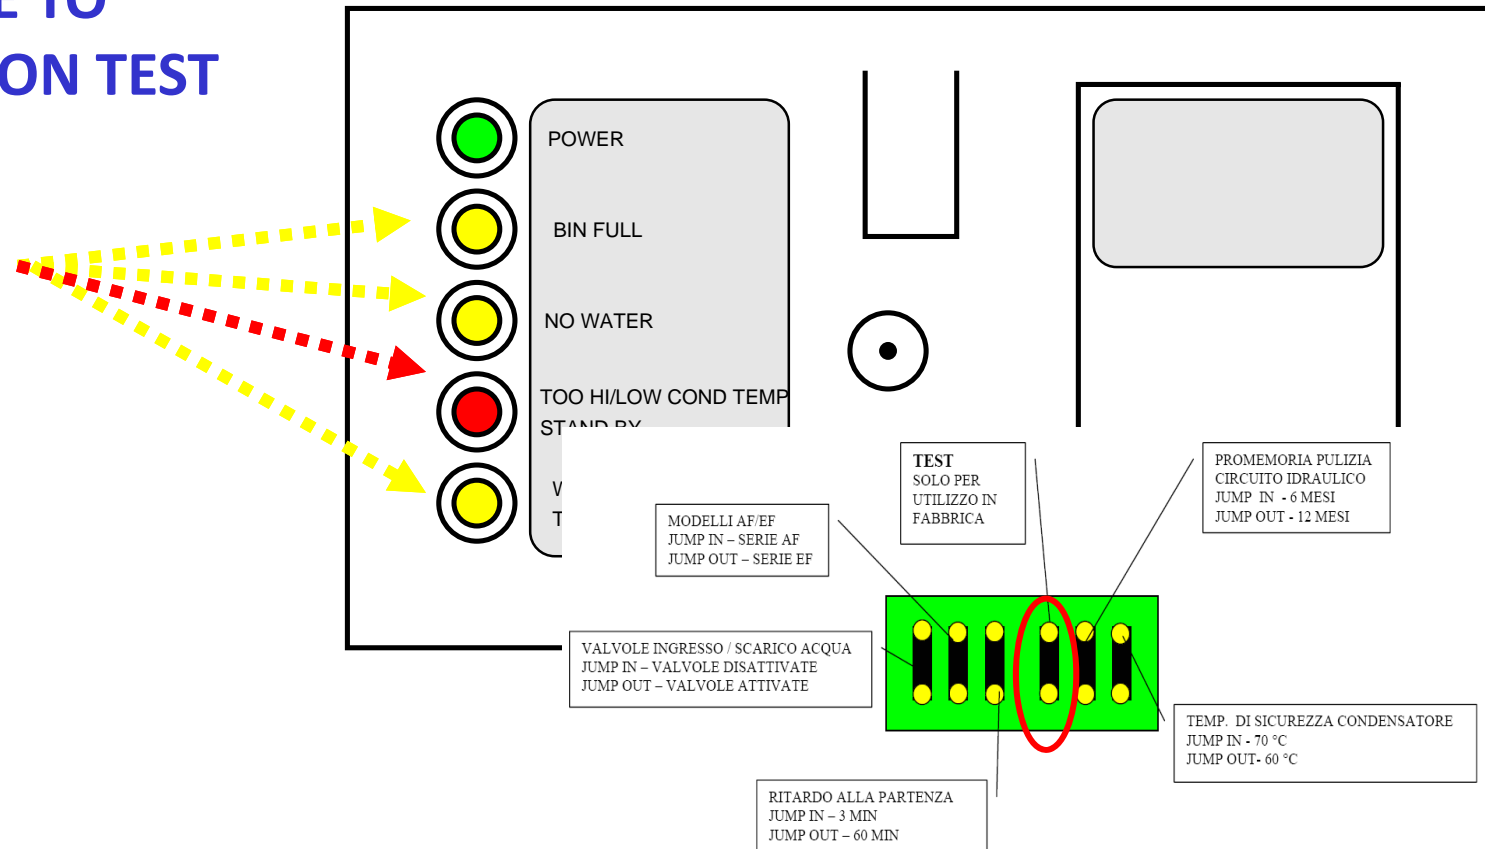 TO
ON TEST
POWER
BIN FULL
NO WATER
TOO HI/LOW COND TEMP
STAND BY
TEST
SOLO PER
UTILIZZO IN
FABBRICA
PROMEMORIA PULIZIA
CIRCUITO IDRAULICO
JUMP IN - 6 MESI
JUMP OUT - 12 MESI
MODELLI AF/EF
JUMP IN – SERIE AF
JUMP OUT – SERIE EF
VALVOLE INGRESSO / SCARICO ACQUA
JUMP IN – VALVOLE DISATTIVATE
JUMP OUT – VALVOLE ATTIVATE
TEMP. DI SICUREZZA CONDENSATORE
JUMP IN - 70 °C
JUMP OUT- 60 °C
RITARDO ALLA PARTENZA
JUMP IN – 3 MIN
JUMP OUT – 60 MIN